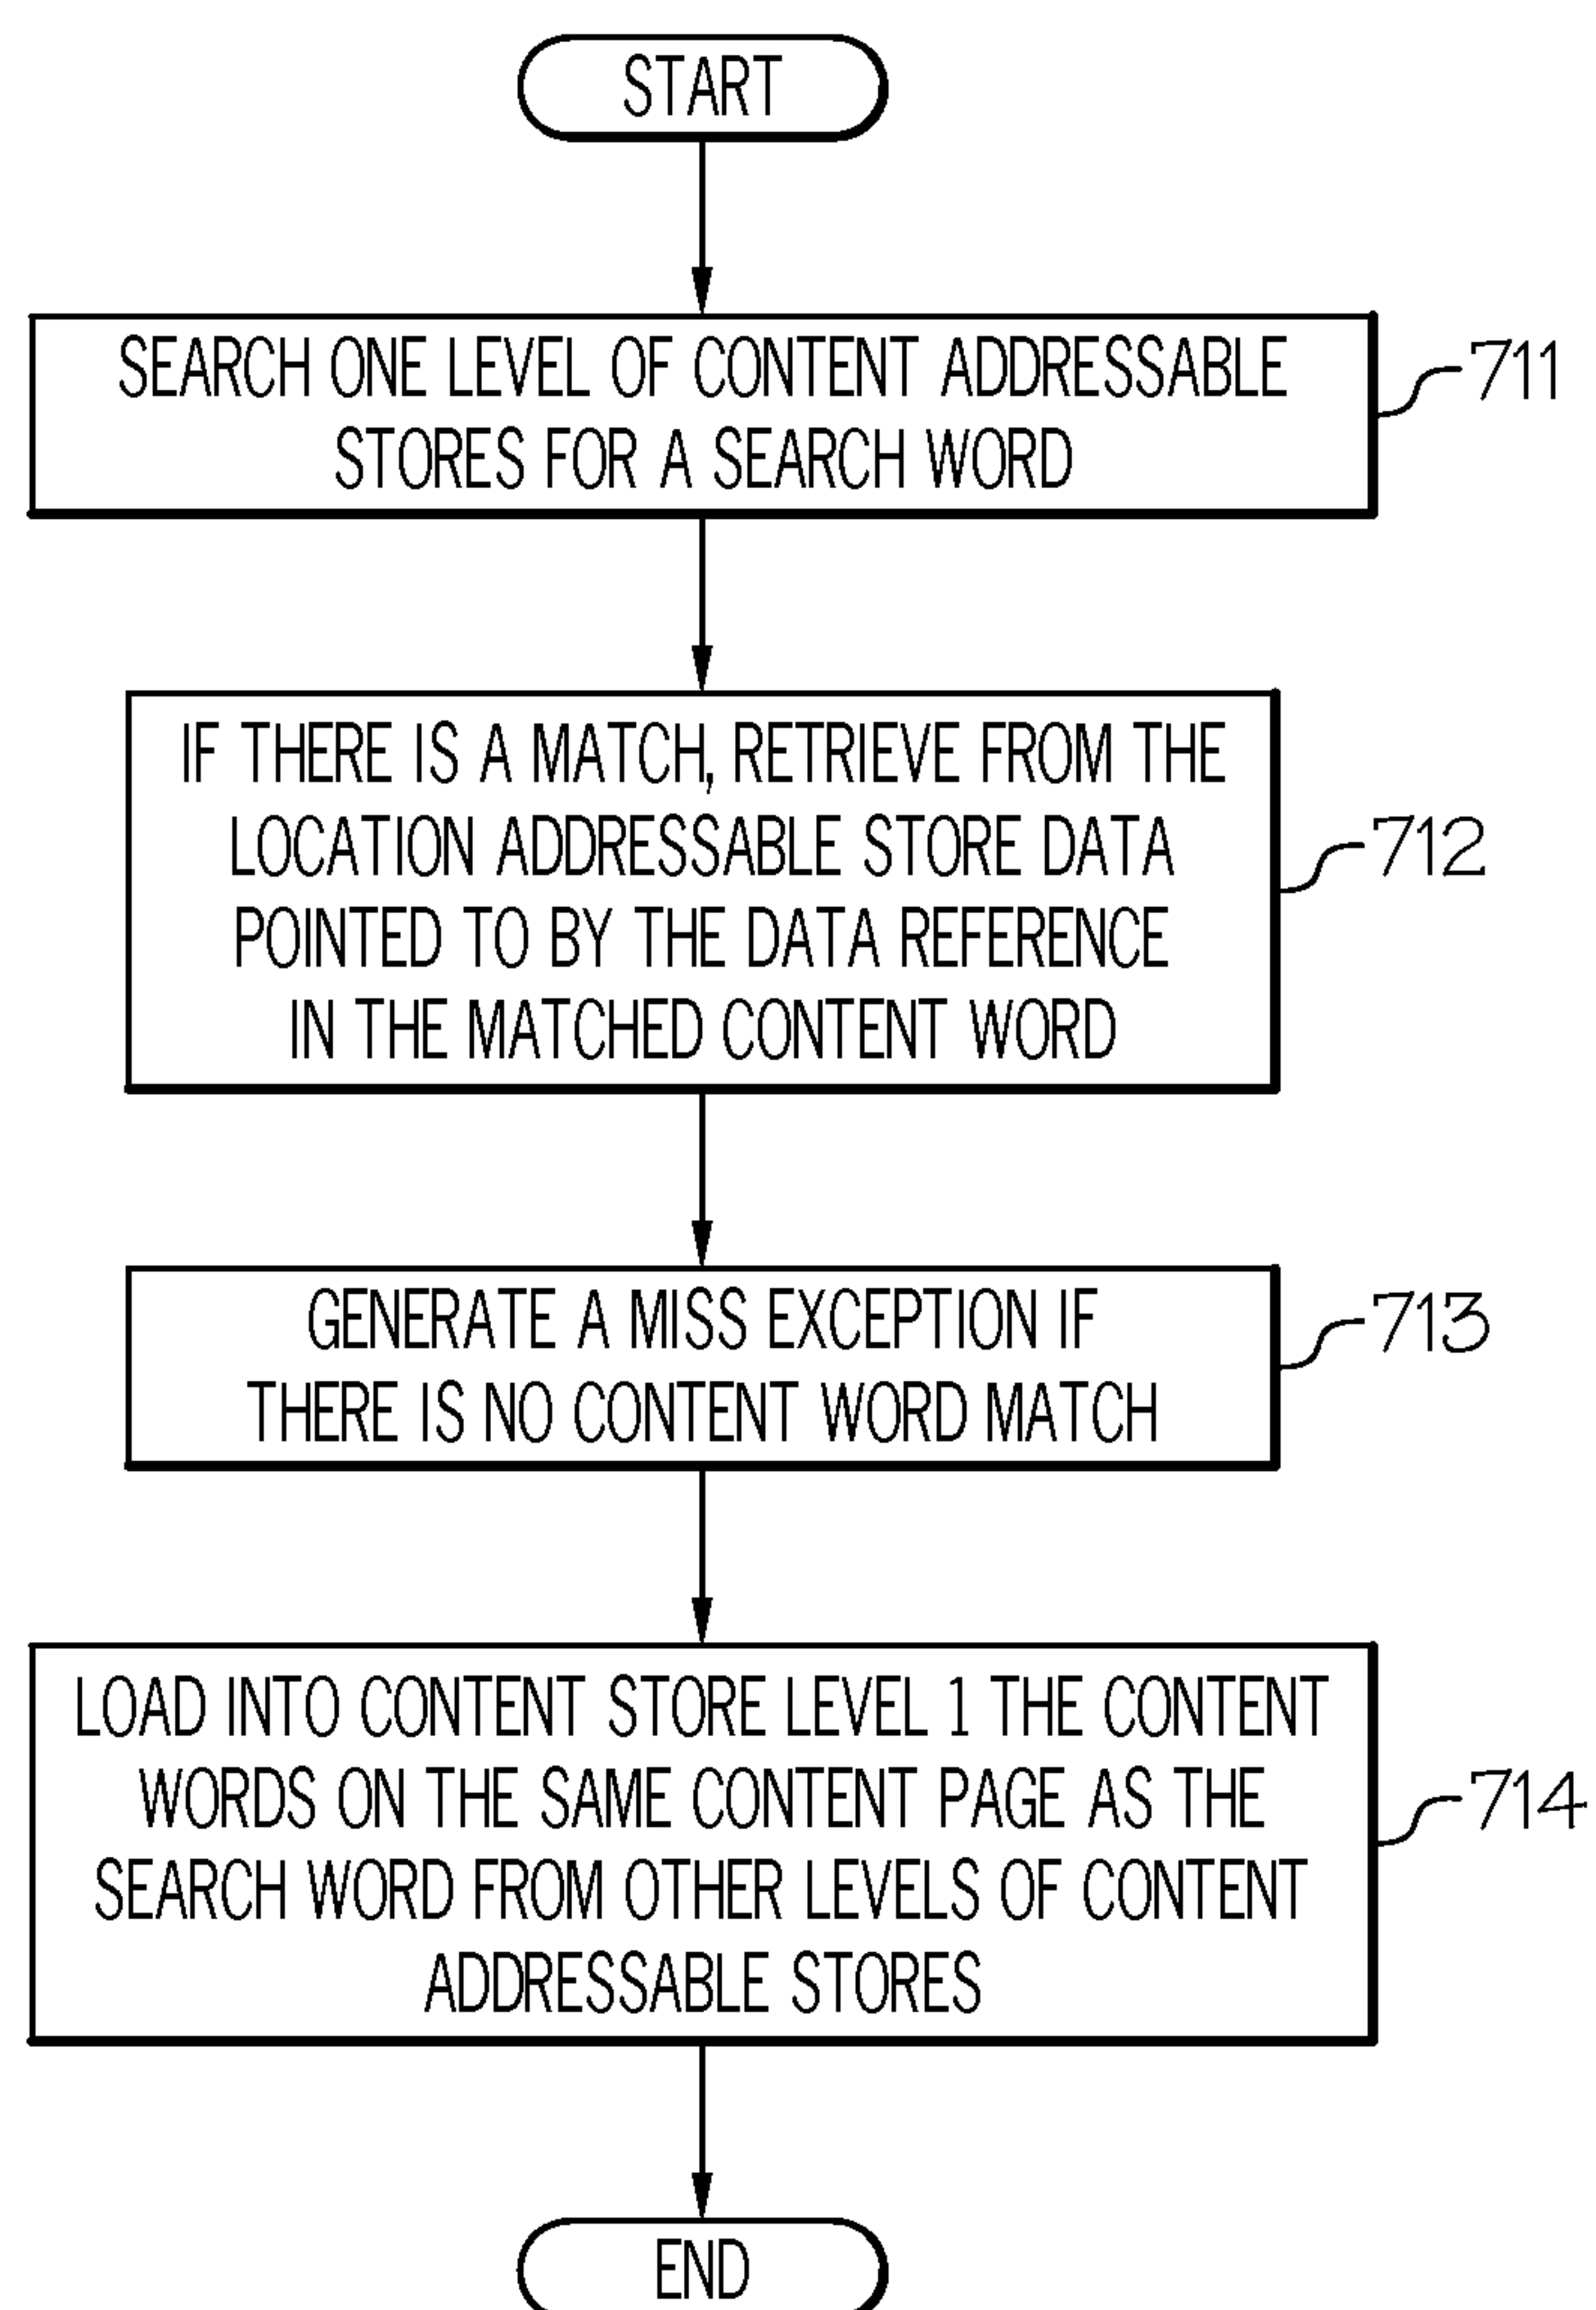 START
SEARCH ONE LEVEL OF CONTENT ADDRESSABLE
STORES FOR A SEARCH WORD
711
IF THERE IS A MATCH, RETRIEVE FROM THE
LOCATION ADDRESSABLE STORE DATA
POINTED TO BY THE DATA REFERENCE
IN THE MATCHED CONTENT WORD
712
GENERATE A MISS EXCEPTION IF
THERE IS NO CONTENT WORD MATCH
713
LOAD INTO CONTENT STORE LEVEL 1 THE CONTENT
WORDS ON THE SAME CONTENT PAGE AS THE
SEARCH WORD FROM OTHER LEVELS OF CONTENT
ADDRESSABLE STORES
714
END